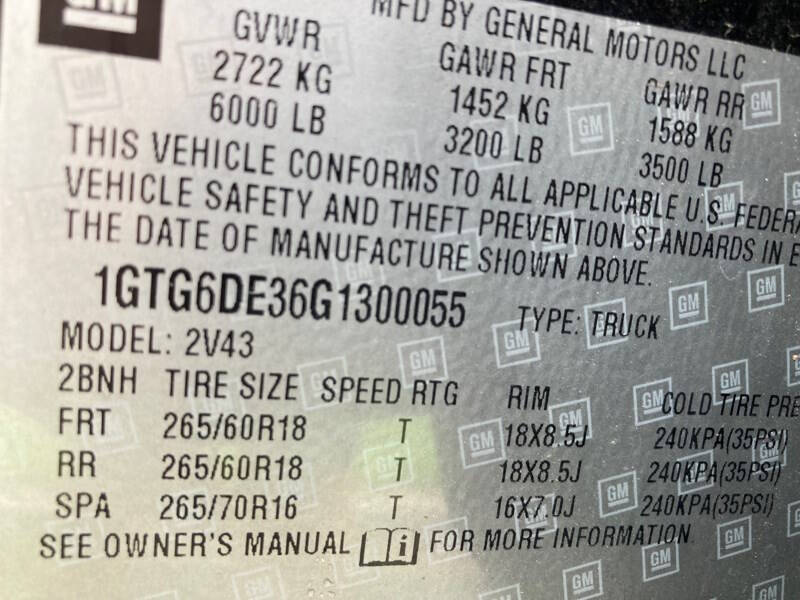 GM
MFD BY GENERAL MOTORS LLC
GVWR GAWR FRT GAWR RR
2722 KG 1452 KG 1588 KG
6000 LB 3200 LB 3500 LB
THIS VEHICLE CONFORMS TO ALL APPLICABLE U.S. FEDERA
VEHICLE SAFETY AND THEFT PREVENTION STANDARDS IN E
THE DATE OF MANUFACTURE SHOWN ABOVE.
1GTG6DE36G1300055 TYPE: TRUCK
MODEL: 2V43
2BNH TIRE SIZE SPEED RTG RIM COLD TIRE PRE
FRT 265/60R18 T 18X8.5J 240KPA(35PSI)
RR 265/60R18 T 18X8.5J 240KPA(35PSI)
SPA 265/70R16 T 16X7.0J 240KPA(35PSI)
SEE OWNER'S MANUAL i FOR MORE INFORMATION